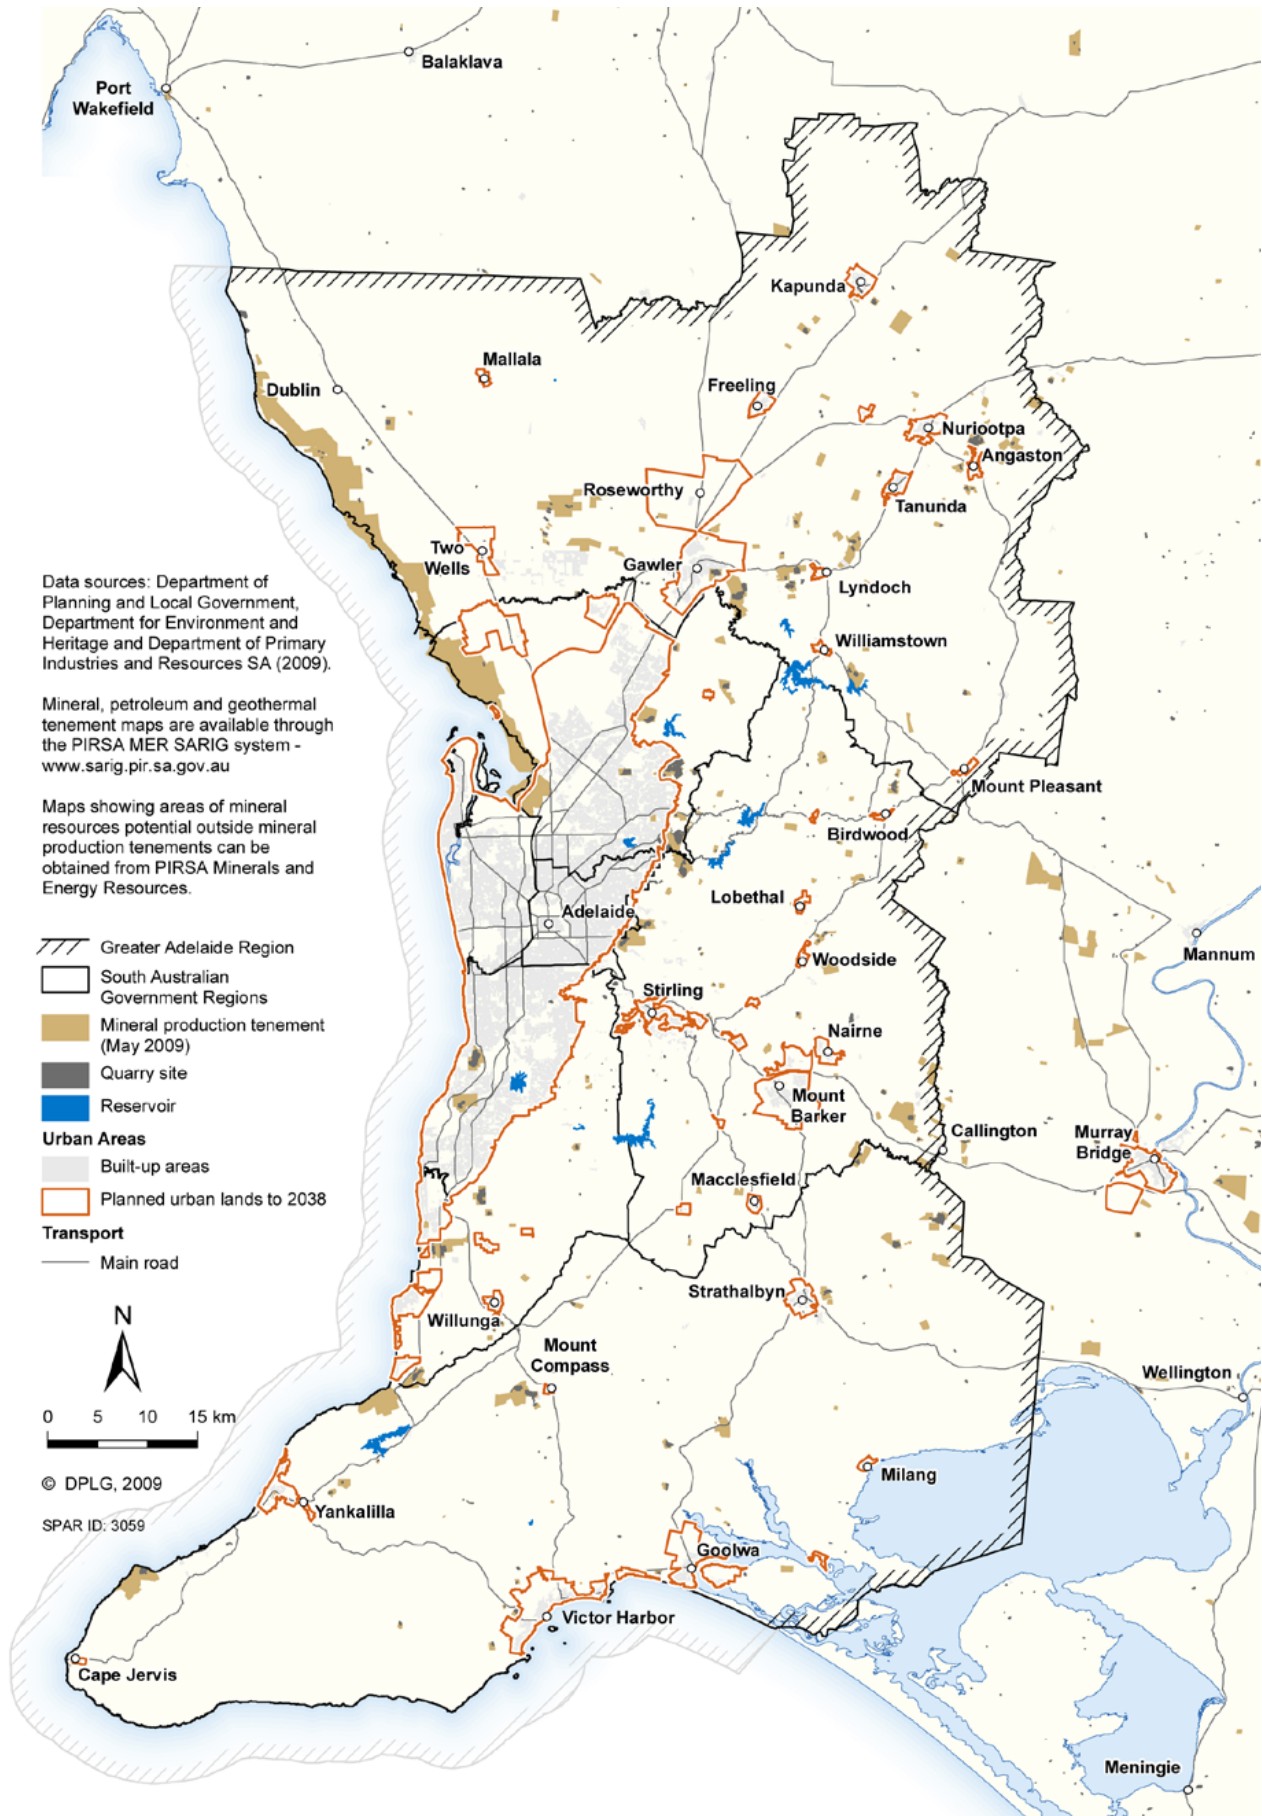 Balaklava
Port
Wakefield
Kapunda
Mallala
Dublin
Freeling
Nuriootpa
Angaston
Roseworthy
Tanunda
Two
Wells
Gawler
Lyndoch
Data sources: Department of
Planning and Local Government,
Department for Environment and
Heritage and Department of Primary
Industries and Resources SA (2009).
Williamstown
Mineral, petroleum and geothermal
tenement maps are available through
the PIRSA MER SARIG system -
www.sarig.pir.sa.gov.au
Mount Pleasant
Maps showing areas of mineral
resources potential outside mineral
production tenements can be
obtained from PIRSA Minerals and
Energy Resources.
Birdwood
Lobethal
Adelaide
Mannum
Woodside
Stirling
Nairne
Mount
Barker
Callington
Murray
Bridge
Macclesfield
Greater Adelaide Region
South Australian
Government Regions
Mineral production tenement
(May 2009)
Quarry site
Reservoir
Urban Areas
Built-up areas
Planned urban lands to 2038
Transport
Main road
Strathalbyn
Willunga
N
Mount
Compass
Wellington
0 5 10 15 km
Milang
© DPLG, 2009
Yankalilla
SPAR ID: 3059
Goolwa
Victor Harbor
Cape Jervis
Meningie